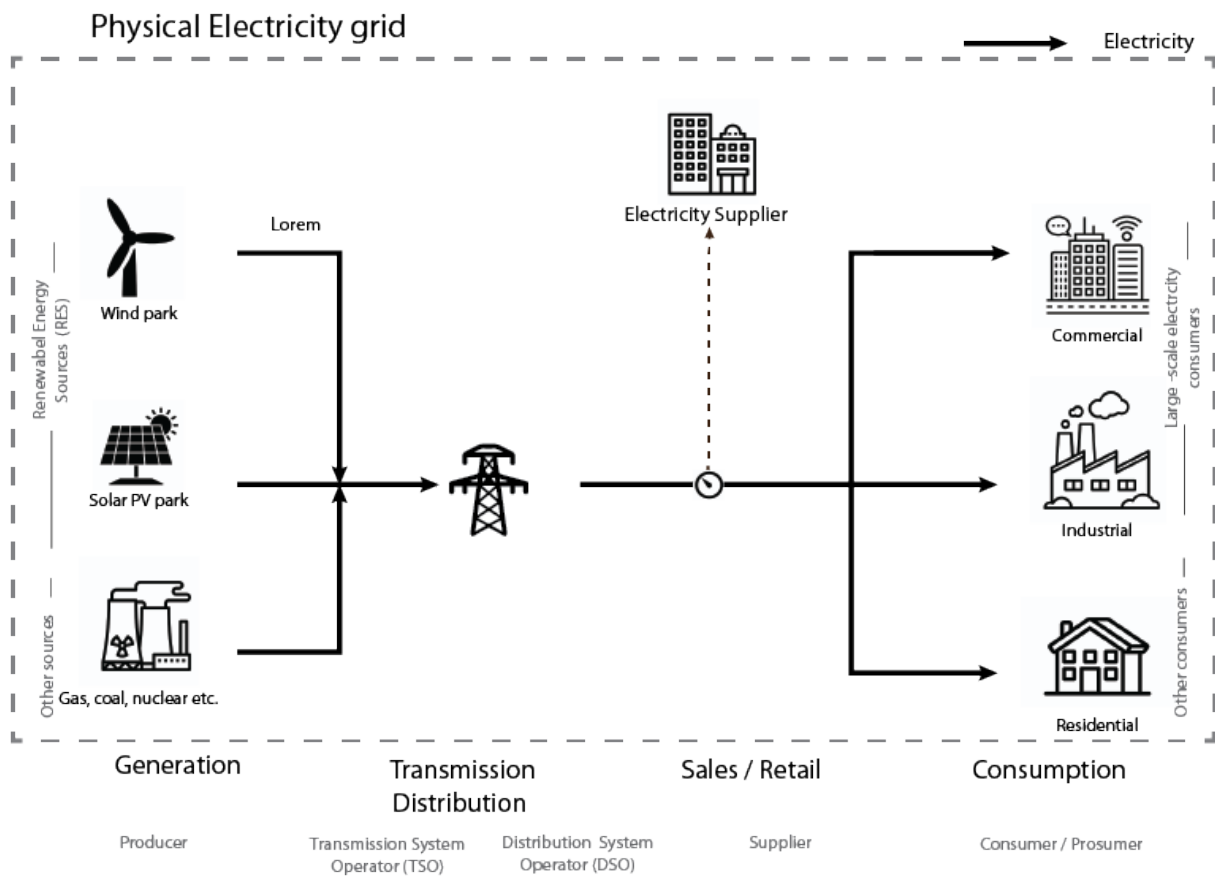 Physical Electricity grid
Electricity
Electricity Supplier
Lorem
Wind park
Renewabel Energy
Sources (RES)
Solar PV park
Other sources
Gas, coal, nuclear etc.
Commercial
Large -scale electrcity
consumers
Industrial
Other consumers
Residential
Generation
Transmission
Distribution
Sales / Retail
Consumption
Producer
Transmission System
Operator (TSO)
Distribution System
Operator (DSO)
Supplier
Consumer / Prosumer